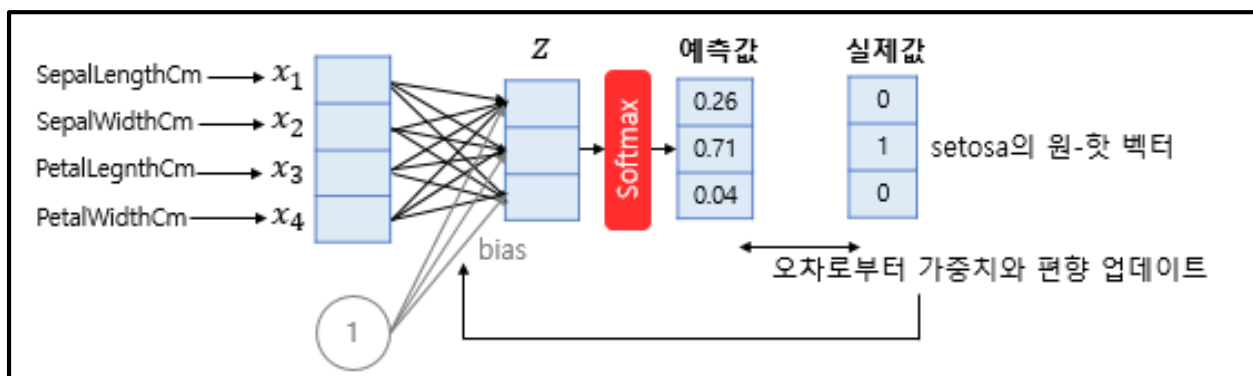 Z 예측값 실제값
SepalLengthCm x₁
SepalWidthCm x₂
PetalLegnthCm x₃
PetalWidthCm x₄
Softmax
0.26
0.71
0.04
0
1
0
setosa의 원-핫 벡터
bias
오차로부터 가중치와 편향 업데이트
1